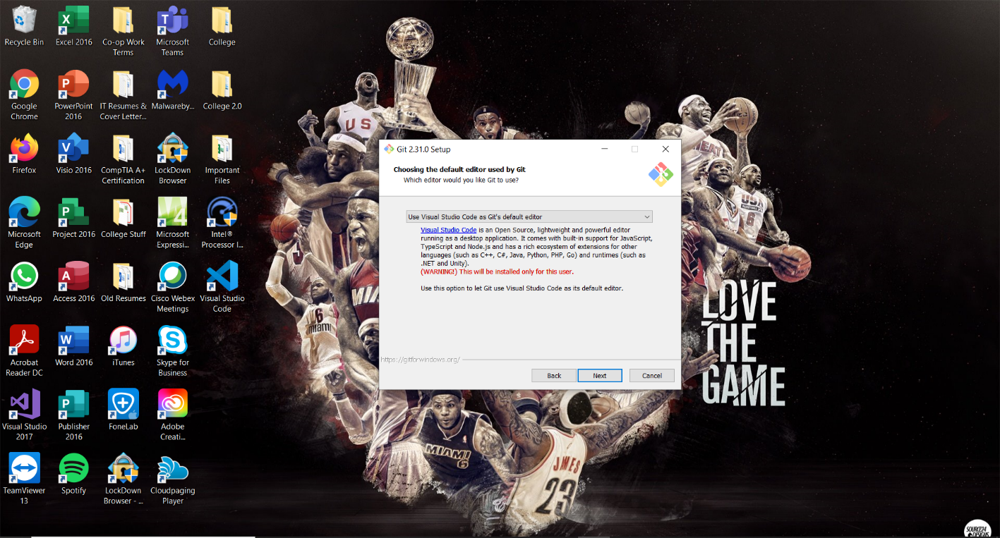 Recycle Bin
Excel 2016
Co-op Work
Terms
Microsoft
Teams
College
Google
Chrome
PowerPoint
2016
IT Resumes &
Cover Letter...
Malwareby...
College 2.0
Firefox
Visio 2016
CompTIA A+
Certification
LockDown
Browser
Important
Files
Microsoft
Edge
Project 2016
College Stuff
Microsoft
Expressi...
Intel®
Processor I...
WhatsApp
Access 2016
Old Resumes
Cisco Webex
Meetings
Visual Studio
Code
Acrobat
Reader DC
Word 2016
iTunes
Skype for
Business
Visual Studio
2017
Publisher
2016
FoneLab
Adobe
Creati...
TeamViewer
13
Spotify
LockDown
Browser - ...
Cloudpaging
Player
Git 2.31.0 Setup
Choosing the default editor used by Git
Which editor would you like Git to use?
Use Visual Studio Code as Git's default editor
Visual Studio Code is an Open Source, lightweight and powerful editor
running as a desktop application. It comes with built-in support for JavaScript,
TypeScript and Node.js and has a rich ecosystem of extensions for other
languages (such as C++, C#, Java, Python, PHP, Go) and runtimes (such as
.NET and Unity).
(WARNING!) This will be installed only for this user.
Use this option to let Git use Visual Studio Code as its default editor.
https://gitforwindows.org/
Back
Next
Cancel
US
HEAT
USA
MIAMI
6
MIAMI
6
JAMES
23
LOVE
THE
GAME
SOURCE24
DESIGNS